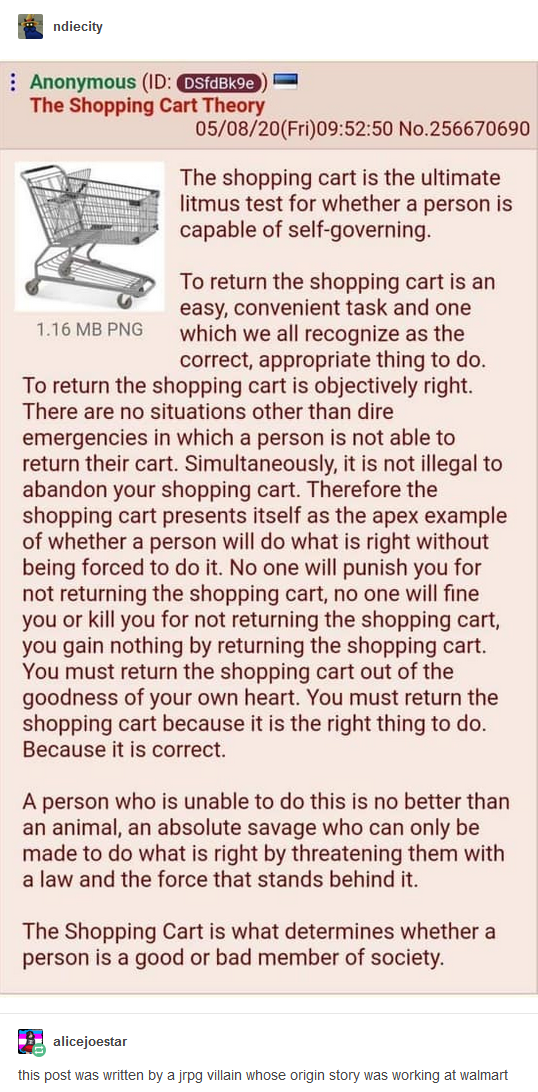 ndiecity
Anonymous (ID: DSfdBk9e)
The Shopping Cart Theory
05/08/20(Fri)09:52:50 No.256670690
The shopping cart is the ultimate
litmus test for whether a person is
capable of self-governing.
To return the shopping cart is an
easy, convenient task and one
1.16 MB PNG
which we all recognize as the
correct, appropriate thing to do.
To return the shopping cart is objectively right.
There are no situations other than dire
emergencies in which a person is not able to
return their cart. Simultaneously, it is not illegal to
abandon your shopping cart. Therefore the
shopping cart presents itself as the apex example
of whether a person will do what is right without
being forced to do it. No one will punish you for
not returning the shopping cart, no one will fine
you or kill you for not returning the shopping cart,
you gain nothing by returning the shopping cart.
You must return the shopping cart out of the
goodness of your own heart. You must return the
shopping cart because it is the right thing to do.
Because it is correct.
A person who is unable to do this is no better than
an animal, an absolute savage who can only be
made to do what is right by threatening them with
a law and the force that stands behind it.
The Shopping Cart is what determines whether a
person is a good or bad member of society.
alicejoestar
this post was written by a jrpg villain whose origin story was working at walmart